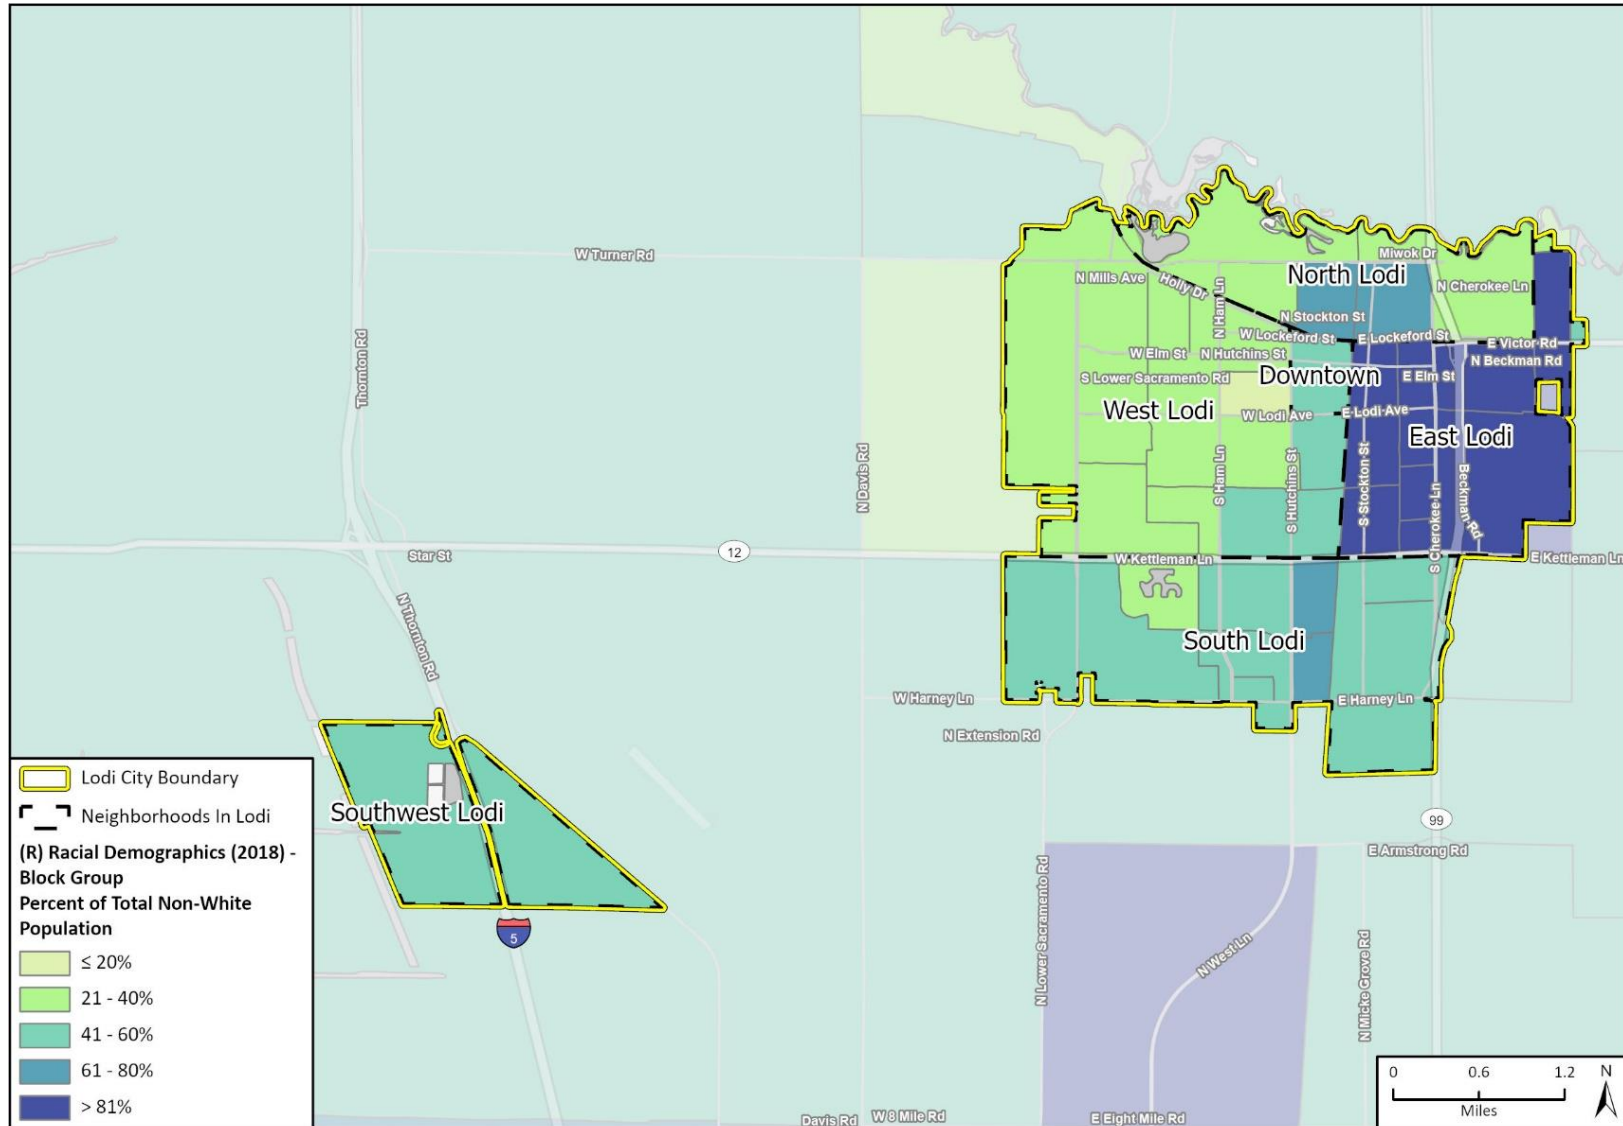 W Turner Rd
Miwok Dr
North Lodi
N Mills Ave
Holly Dr
N Ham Ln
N Cherokee Ln
N Stockton St
W Lockeford St
E Lockeford St
E Victor Rd
Thornton Rd
W Elm St
N Hutchins St
N Beckman Rd
S Lower Sacramento Rd
Downtown
E Elm St
West Lodi
W Lodi Ave
E Lodi Ave
East Lodi
N Davis Rd
S Ham Ln
S Hutchins St
S Stockton St
S Cherokee Ln
Beckman Rd
Star St
12
W Kettleman Ln
E Kettleman Ln
N Thornton Rd
South Lodi
W Harney Ln
E Harney Ln
N Extension Rd
Southwest Lodi
99
E Armstrong Rd
5
N Lower Sacramento Rd
N West Ln
N Micke Grove Rd
Davis Rd
W 8 Mile Rd
E Eight Mile Rd
Lodi City Boundary
Neighborhoods In Lodi
(R) Racial Demographics (2018) -
Block Group
Percent of Total Non-White
Population
≤ 20%
21 - 40%
41 - 60%
61 - 80%
> 81%
0 0.6 1.2
Miles
N